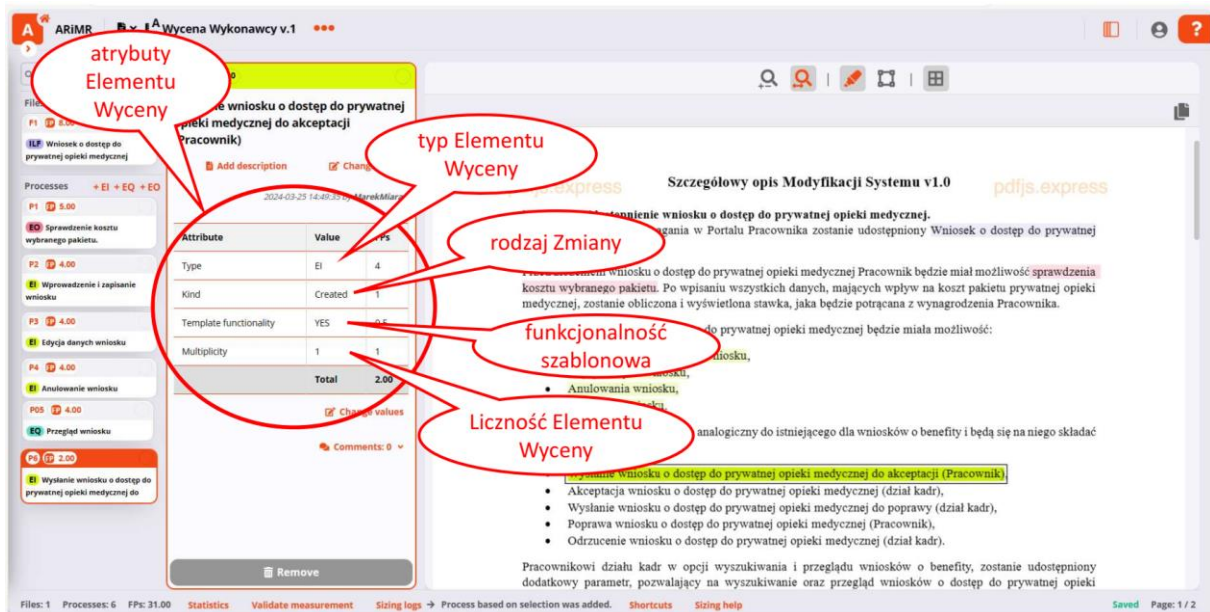 A ARiMR Wycena Wykonawcy v.1 ?
atrybuty
Elementu
Wyceny
Files
F1 FP 8.00
ILF Wniosek o dostęp do
prywatnej opieki medycznej
Processes + EI + EQ + EO
P1 FP 5.00
EO Sprawdzenie kosztu
wybranego pakietu.
P2 FP 4.00
EI Wprowadzenie i zapisanie
wniosku
P3 FP 4.00
EI Edycja danych wniosku
P4 FP 4.00
EI Anulowanie wniosku
P05 FP 4.00
EQ Przegląd wniosku
P6 FP 2.00
EI Wysłanie wniosku o dostęp do
prywatnej opieki medycznej do
wniosku o dostęp do prywatnej
opieki medycznej do akceptacji
(Pracownik)
Add description
2024-03-25 14:49:35 by MarekMiara
Attribute Value FPs
Type EI 4
Kind Created 1
Template functionality YES 0.5
Multiplicity 1 1
Total 2.00
Change values
Comments: 0
Remove
typ Elementu
Wyceny
rodzaj Zmiany
funkcjonalność
szablonowa
Liczność Elementu
Wyceny
pdfjs.express
Szczegółowy opis Modyfikacji Systemu v1.0
pdfjs.express
wniosku o dostęp do prywatnej opieki medycznej.
w Portalu Pracownika zostanie udostępniony Wniosek o dostęp do prywatnej
wniosku o dostęp do prywatnej opieki medycznej Pracownik będzie miał możliwość sprawdzenia
kosztu wybranego pakietu. Po wpisaniu wszystkich danych, mających wpływ na koszt pakietu prywatnej opieki
medycznej, zostanie obliczona i wyświetlona stawka, jaka będzie potrącana z wynagrodzenia Pracownika.
do prywatnej opieki medycznej będzie miała możliwość:
• Anulowania wniosku,
analogiczny do istniejącego dla wniosków o benefity i będą się na niego składać
• Wysłanie wniosku o dostęp do prywatnej opieki medycznej do akceptacji (Pracownik),
• Akceptacja wniosku o dostęp do prywatnej opieki medycznej (dział kadr),
• Wysłanie wniosku o dostęp do prywatnej opieki medycznej do poprawy (dział kadr),
• Poprawa wniosku o dostęp do prywatnej opieki medycznej (Pracownik),
• Odrzucenie wniosku o dostęp do prywatnej opieki medycznej (dział kadr).
Pracownikowi działu kadr w opcji wyszukiwania i przeglądu wniosków o benefity, zostanie udostępniony
dodatkowy parametr, pozwalający na wyszukiwanie oraz przegląd wniosków o dostęp do prywatnej opieki
Files: 1 Processes: 6 FPs: 31.00 Statistics Validate measurement Sizing logs → Process based on selection was added. Shortcuts Sizing help Saved Page: 1 / 2